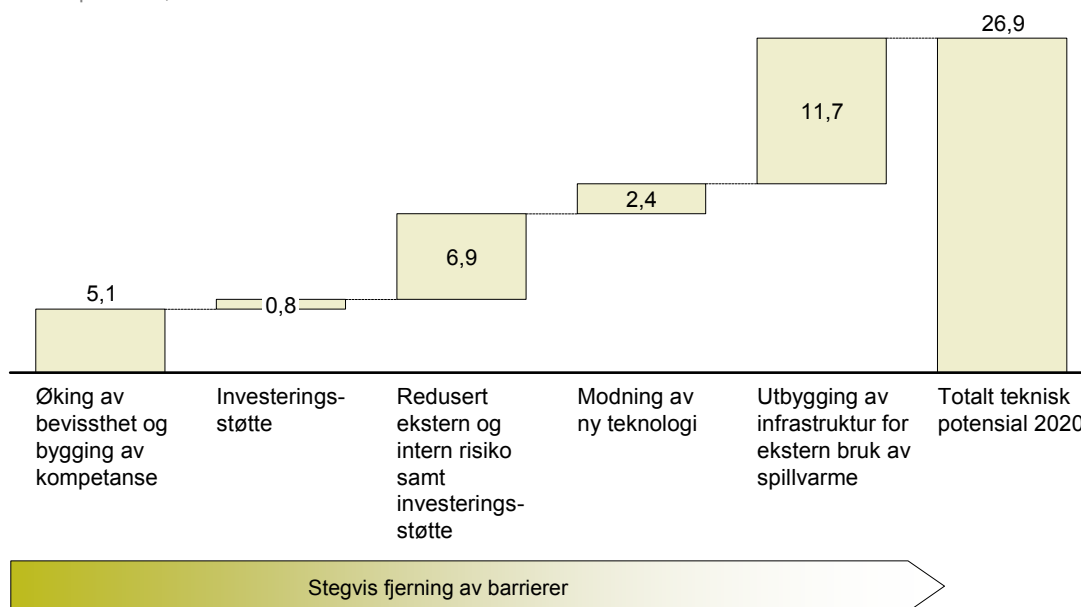 26,9
11,7
2,4
6,9
5,1
0,8
Øking av
bevissthet og
bygging av
kompetanse
Investerings-
støtte
Redusert
ekstern og
intern risiko
samt
investerings-
støtte
Modning av
ny teknologi
Utbygging av
infrastruktur for
ekstern bruk av
spillvarme
Totalt teknisk
potensial 2020
Stegvis fjerning av barrierer